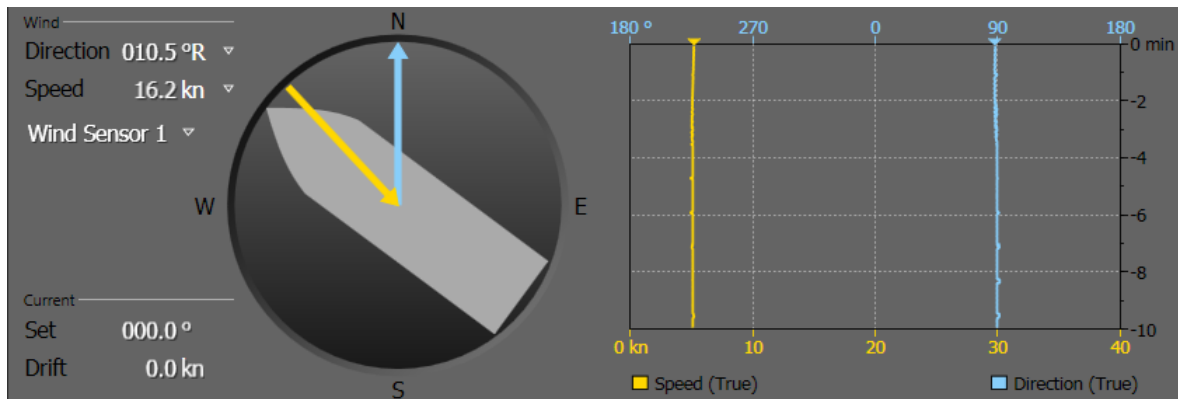 Wind
Direction 010.5 °R
Speed 16.2 kn
Wind Sensor 1
Current
Set 000.0 °
Drift 0.0 kn
N
W E
S
180 ° 270 0 90 180
0 min
-2
-4
-6
-8
-10
0 kn 10 20 30 40
Speed (True) Direction (True)